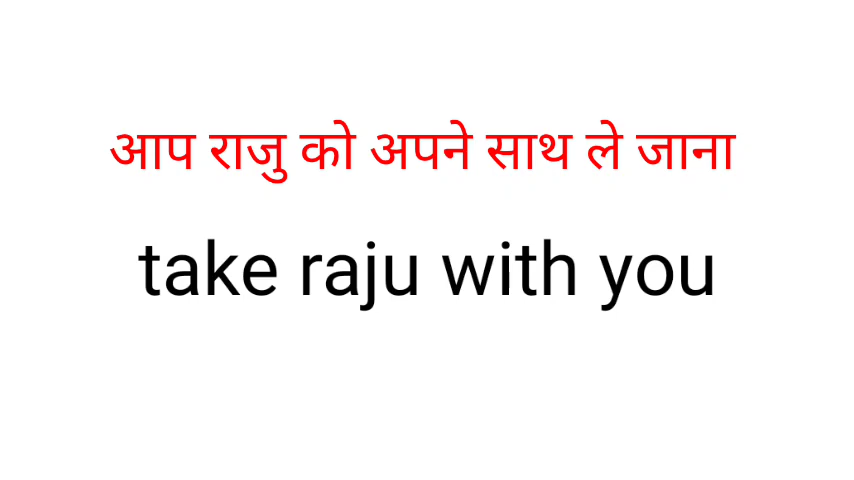 आप राजु को अपने साथ ले जाना
take raju with you